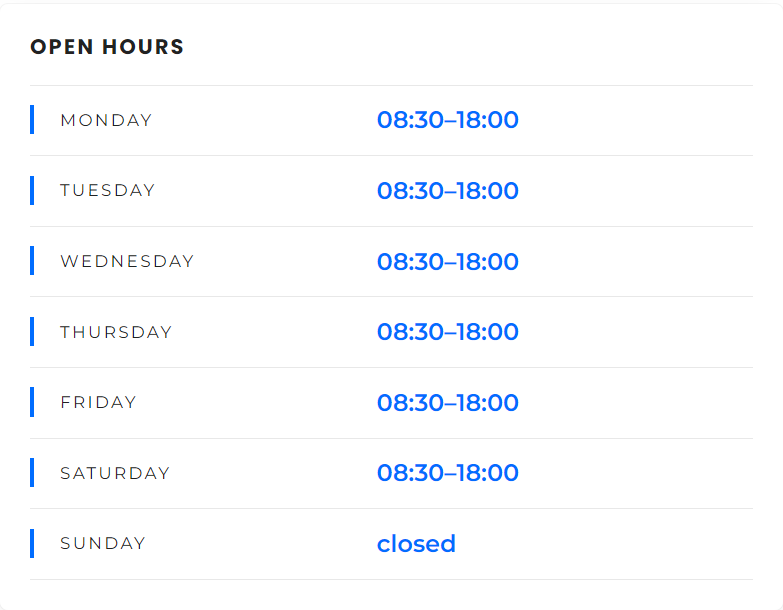 OPEN HOURS
MONDAY 08:30–18:00
TUESDAY 08:30–18:00
WEDNESDAY 08:30–18:00
THURSDAY 08:30–18:00
FRIDAY 08:30–18:00
SATURDAY 08:30–18:00
SUNDAY closed